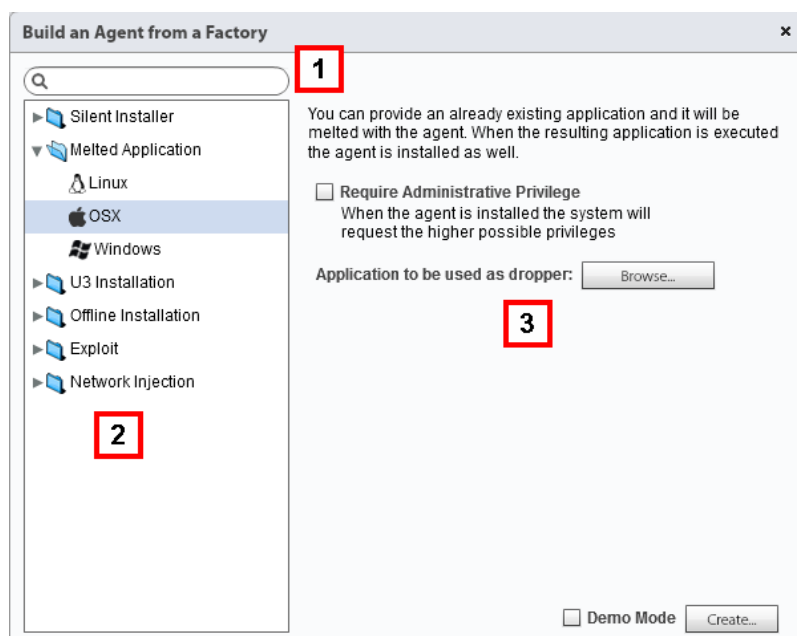 Build an Agent from a Factory
×
1
Silent Installer
Melted Application
Linux
OSX
Windows
U3 Installation
Offline Installation
Exploit
Network Injection
2
You can provide an already existing application and it will be
melted with the agent. When the resulting application is executed
the agent is installed as well.
Require Administrative Privilege
When the agent is installed the system will
request the higher possible privileges
Application to be used as dropper: Browse...
3
Demo Mode Create...